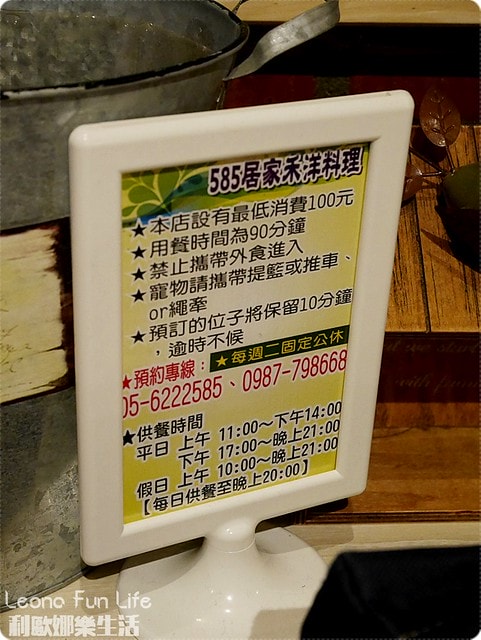 585居家禾洋料理
★本店設有最低消費100元
★用餐時間為90分鐘
★禁止攜帶外食進入
★寵物請攜帶提籃或推車、
or繩牽
★預訂的位子將保留10分鐘
，逾時不候
★每週二固定公休
★預約專線：
05-6222585、0987-798668
★供餐時間
平日 上午 11:00～下午14:00
下午 17:00～晚上21:00
假日 上午 10:00～晚上21:00
【每日供餐至晚上20:00】
Leono Fun Life
利歐娜樂生活